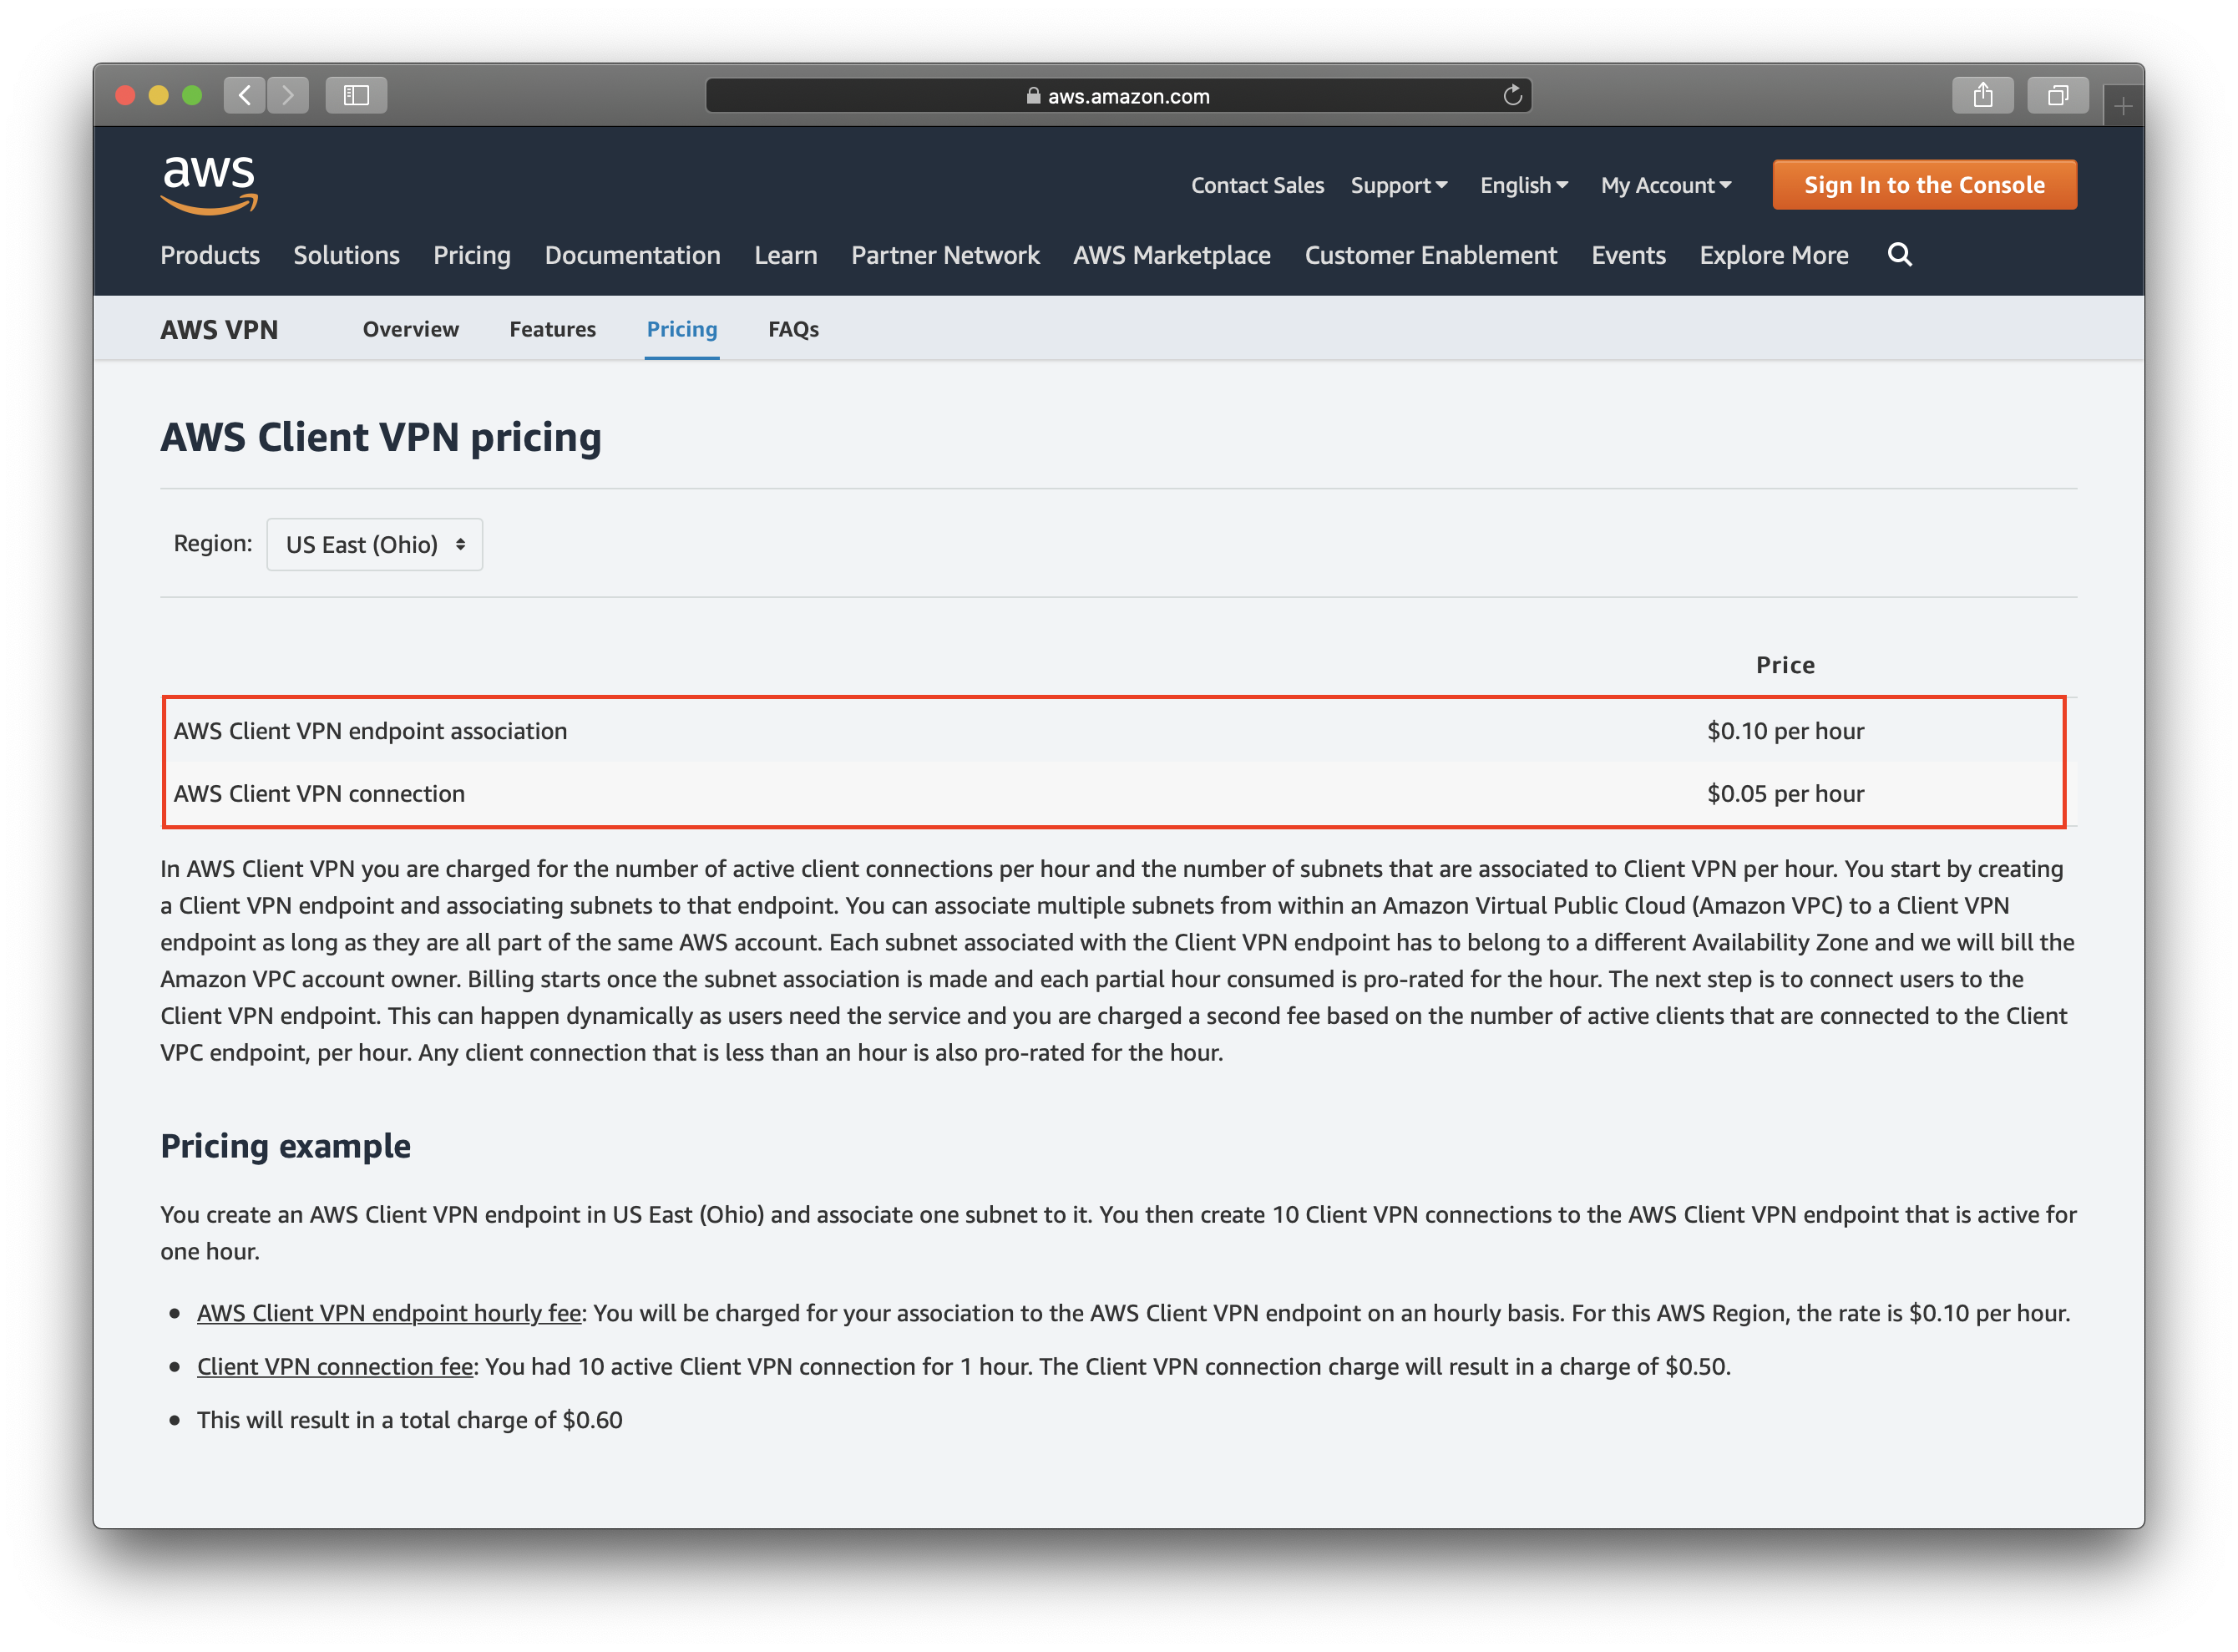 aws.amazon.com
aws
Contact Sales Support English My Account Sign In to the Console
Products Solutions Pricing Documentation Learn Partner Network AWS Marketplace Customer Enablement Events Explore More
AWS VPN Overview Features Pricing FAQs
AWS Client VPN pricing
Region: US East (Ohio)
Price
AWS Client VPN endpoint association $0.10 per hour
AWS Client VPN connection $0.05 per hour
In AWS Client VPN you are charged for the number of active client connections per hour and the number of subnets that are associated to Client VPN per hour. You start by creating
a Client VPN endpoint and associating subnets to that endpoint. You can associate multiple subnets from within an Amazon Virtual Public Cloud (Amazon VPC) to a Client VPN
endpoint as long as they are all part of the same AWS account. Each subnet associated with the Client VPN endpoint has to belong to a different Availability Zone and we will bill the
Amazon VPC account owner. Billing starts once the subnet association is made and each partial hour consumed is pro-rated for the hour. The next step is to connect users to the
Client VPN endpoint. This can happen dynamically as users need the service and you are charged a second fee based on the number of active clients that are connected to the Client
VPC endpoint, per hour. Any client connection that is less than an hour is also pro-rated for the hour.
Pricing example
You create an AWS Client VPN endpoint in US East (Ohio) and associate one subnet to it. You then create 10 Client VPN connections to the AWS Client VPN endpoint that is active for
one hour.
• AWS Client VPN endpoint hourly fee: You will be charged for your association to the AWS Client VPN endpoint on an hourly basis. For this AWS Region, the rate is $0.10 per hour.
• Client VPN connection fee: You had 10 active Client VPN connection for 1 hour. The Client VPN connection charge will result in a charge of $0.50.
• This will result in a total charge of $0.60